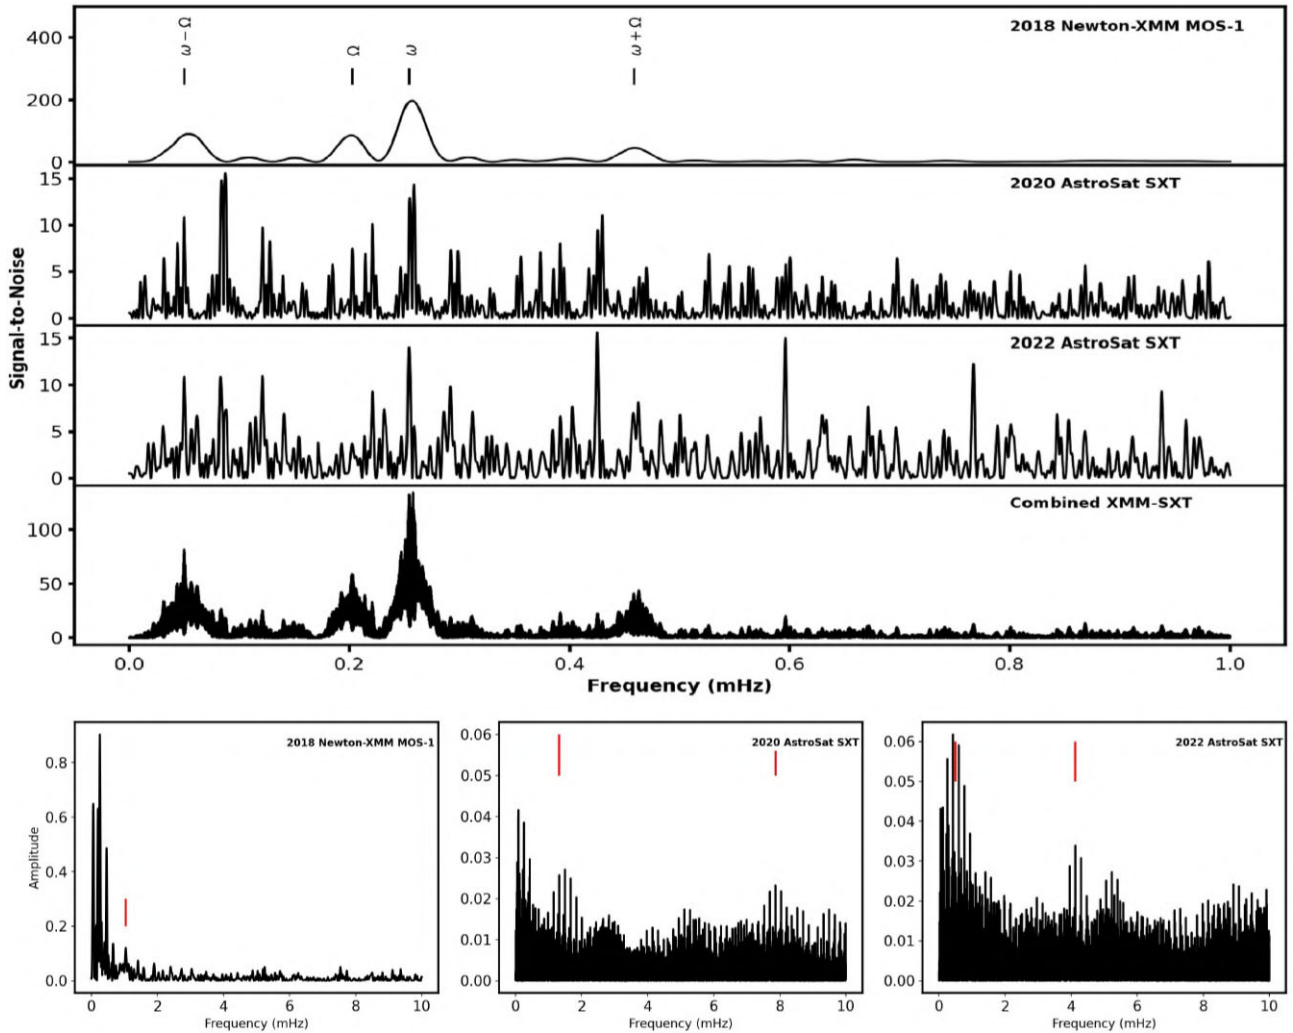 2018 Newton-XMM MOS-1
ω − Ω
Ω
ω
ω + Ω
400
200
0
2020 AstroSat SXT
15
10
5
0
2022 AstroSat SXT
15
10
5
0
Combined XMM-SXT
100
50
0
Signal-to-Noise
0.0 0.2 0.4 0.6 0.8 1.0
Frequency (mHz)
2018 Newton-XMM MOS-1
0.8
0.6
0.4
0.2
0.0
Amplitude
0 2 4 6 8 10
Frequency (mHz)
2020 AstroSat SXT
0.06
0.05
0.04
0.03
0.02
0.01
0.00
0 2 4 6 8 10
Frequency (mHz)
2022 AstroSat SXT
0.06
0.05
0.04
0.03
0.02
0.01
0.00
0 2 4 6 8 10
Frequency (mHz)